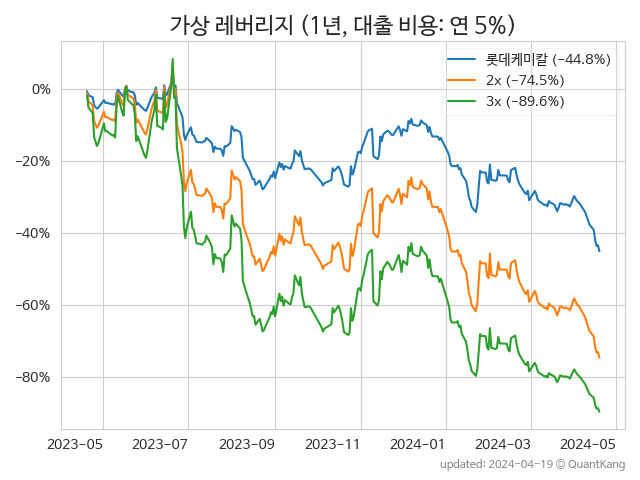 가상 레버리지 (1년, 대출 비용: 연 5%)
롯데케미칼 (−44.8%)
2x (−74.5%)
3x (−89.6%)
0%
−20%
−40%
−60%
−80%
2023-05 2023-07 2023-09 2023-11 2024-01 2024-03 2024-05
updated: 2024-04-19 © QuantKang